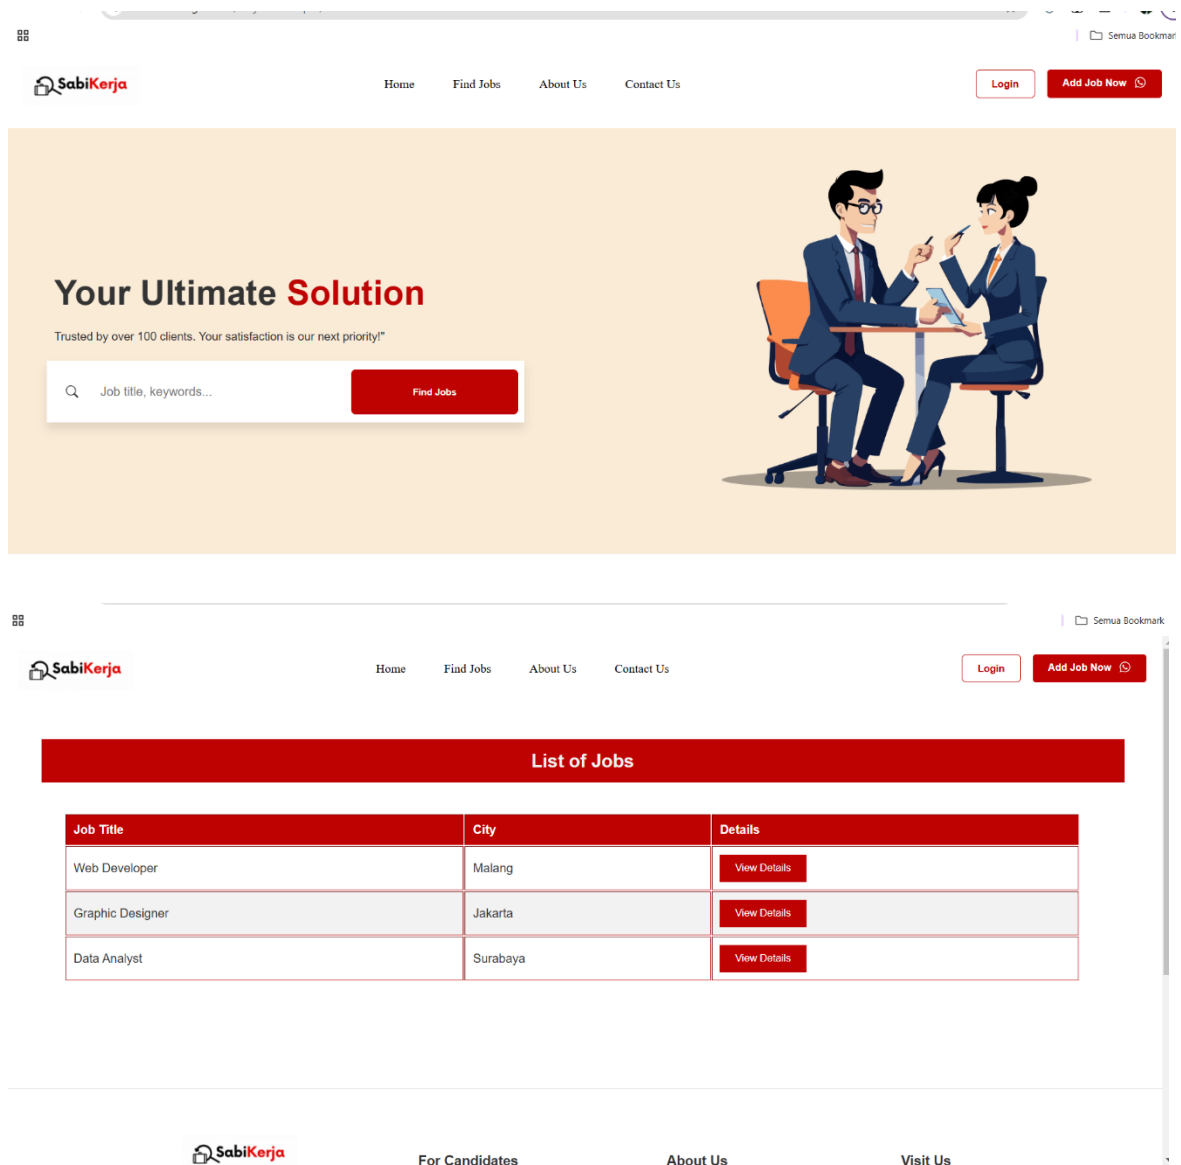 Semua Bookmark
SabiKerja
Home Find Jobs About Us Contact Us
Login Add Job Now
Your Ultimate Solution
Trusted by over 100 clients. Your satisfaction is our next priority!"
Job title, keywords... Find Jobs
Semua Bookmark
SabiKerja
Home Find Jobs About Us Contact Us
Login Add Job Now
List of Jobs
Job Title City Details
Web Developer Malang View Details
Graphic Designer Jakarta View Details
Data Analyst Surabaya View Details
SabiKerja
For Candidates About Us Visit Us